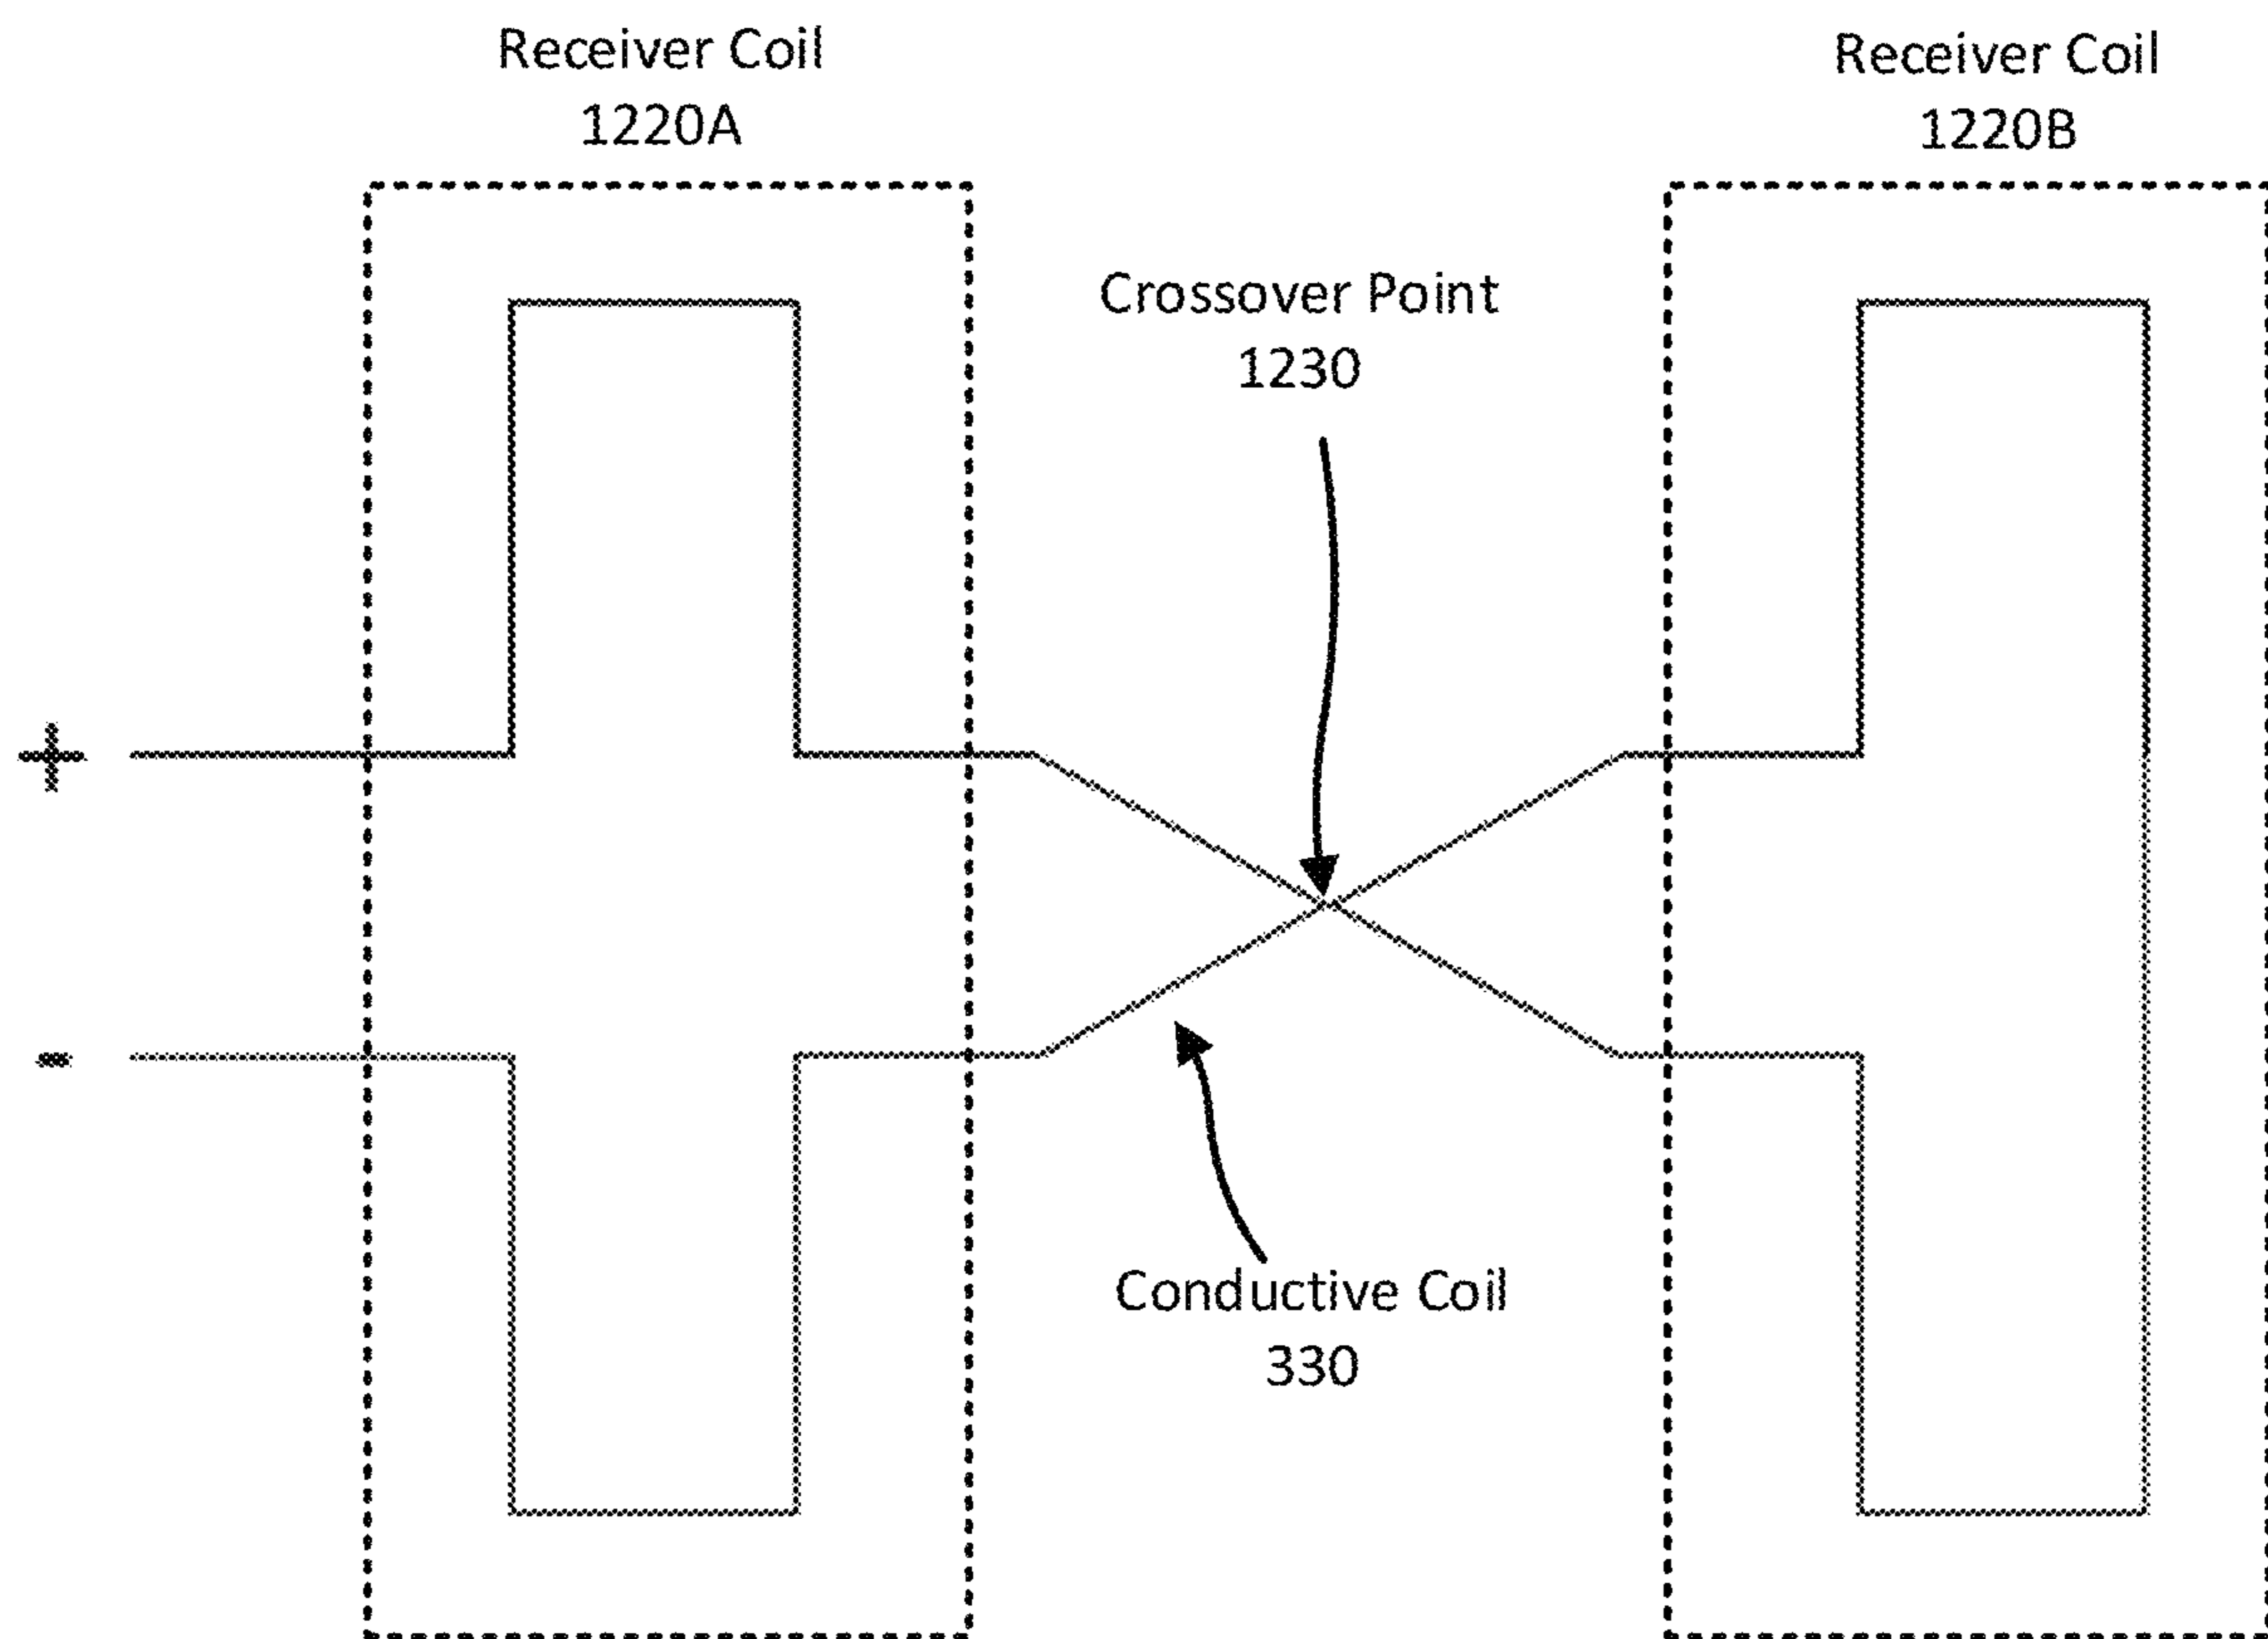 Receiver Coil
1220A
Receiver Coil
1220B
Crossover Point
1230
+
-
Conductive Coil
330